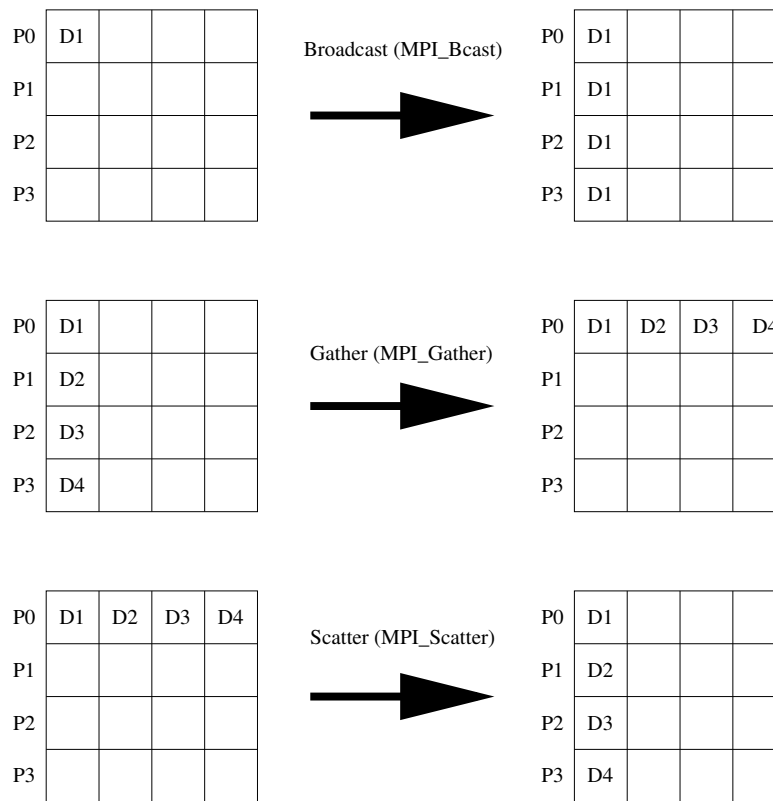 P0 D1
P1
P2
P3
Broadcast (MPI_Bcast)
P0 D1
P1 D1
P2 D1
P3 D1
P0 D1
P1 D2
P2 D3
P3 D4
Gather (MPI_Gather)
P0 D1 D2 D3 D4
P1
P2
P3
P0 D1 D2 D3 D4
P1
P2
P3
Scatter (MPI_Scatter)
P0 D1
P1 D2
P2 D3
P3 D4